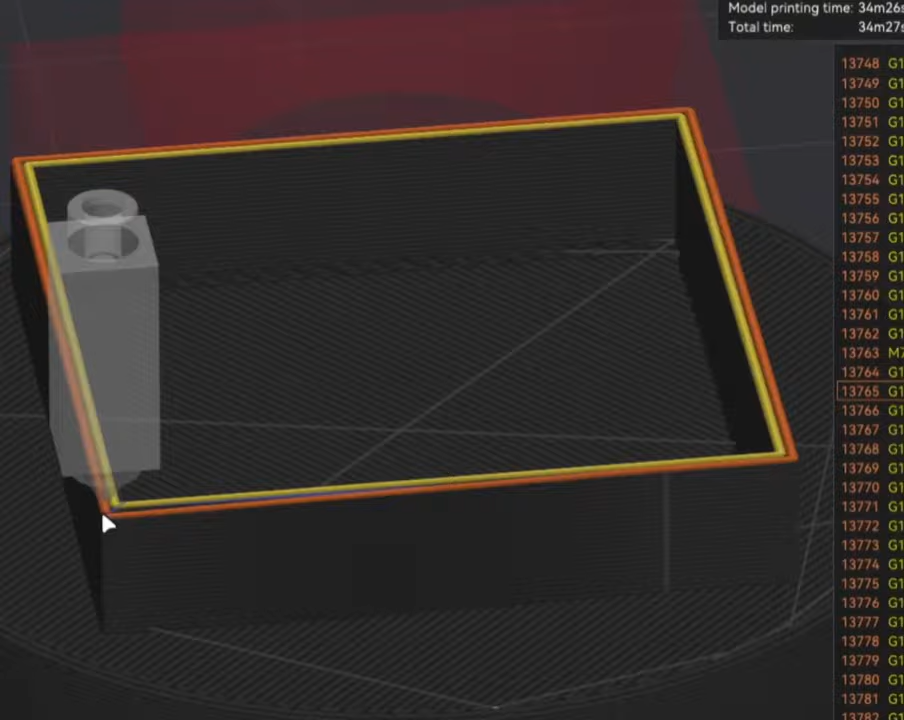 Model printing time: 34m26s
Total time: 34m27s
13748 G1
13749 G1
13750 G1
13751 G1
13752 G1
13753 G1
13754 G1
13755 G1
13756 G1
13757 G1
13758 G1
13759 G1
13760 G1
13761 G1
13762 G1
13763 M7
13764 G1
13765 G1
13766 G1
13767 G1
13768 G1
13769 G1
13770 G1
13771 G1
13772 G1
13773 G1
13774 G1
13775 G1
13776 G1
13777 G1
13778 G1
13779 G1
13780 G1
13781 G1
13782 G1